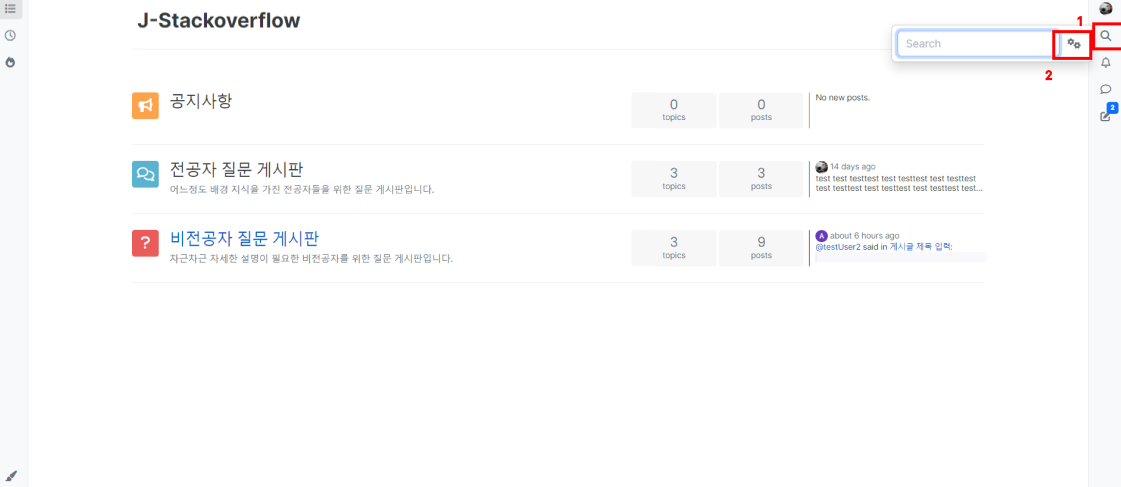 J-Stackoverflow
1
Search
2
2
공지사항
0
topics
0
posts
No new posts.
전공자 질문 게시판
어느정도 배경 지식을 가진 전공자들을 위한 질문 게시판입니다.
3
topics
3
posts
14 days ago
test test testtest test testtest test testtest
test testtest test testtest test testtest test...
비전공자 질문 게시판
차근차근 자세한 설명이 필요한 비전공자를 위한 질문 게시판입니다.
3
topics
9
posts
A about 6 hours ago
@testUser2 said in 게시글 제목 입력: